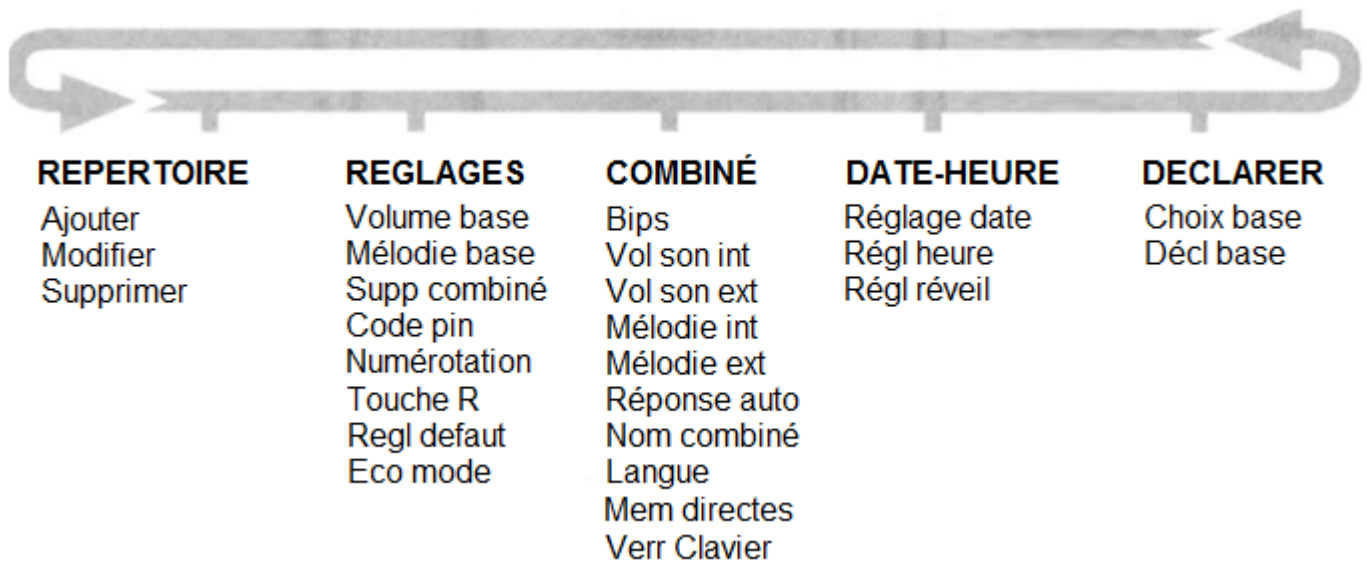 REPERTOIRE
Ajouter
Modifier
Supprimer
REGLAGES
Volume base
Mélodie base
Supp combiné
Code pin
Numérotation
Touche R
Regl defaut
Eco mode
COMBINÉ
Bips
Vol son int
Vol son ext
Mélodie int
Mélodie ext
Réponse auto
Nom combiné
Langue
Mem directes
Verr Clavier
DATE-HEURE
Réglage date
Régl heure
Régl réveil
DECLARER
Choix base
Décl base